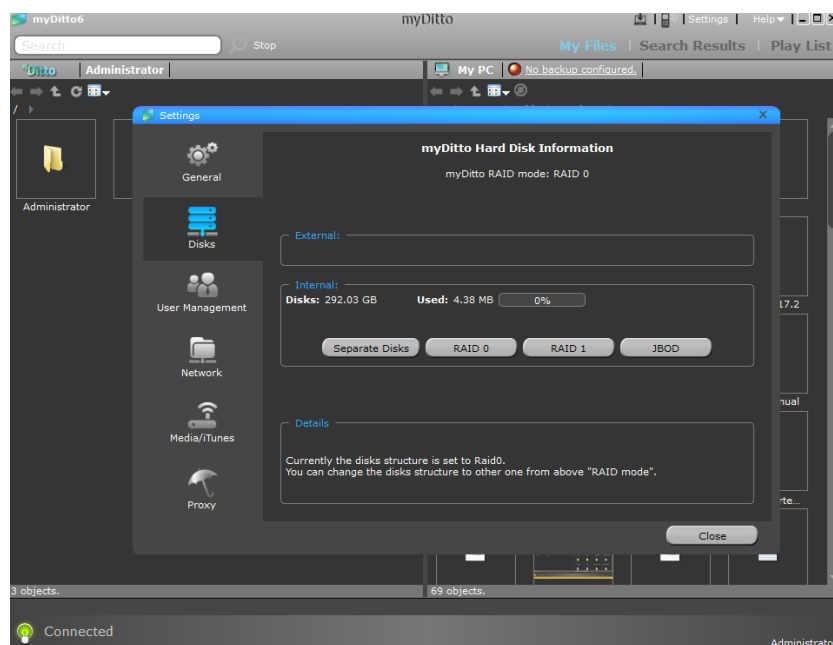 myDitto6
myDitto
Settings
Help
Search
Stop
My Files
Search Results
Play List
Ditto
Administrator
My PC
No backup configured.
/
Settings
X
General
Disks
User Management
Network
Media/iTunes
Proxy
myDitto Hard Disk Information
myDitto RAID mode: RAID 0
External:
Internal:
Disks: 292.03 GB
Used: 4.38 MB
0%
Separate Disks
RAID 0
RAID 1
JBOD
Details
Currently the disks structure is set to Raid0.
You can change the disks structure to other one from above "RAID mode".
Close
Administrator
17.2
nual
rte...
3 objects.
69 objects.
Connected
Administrato